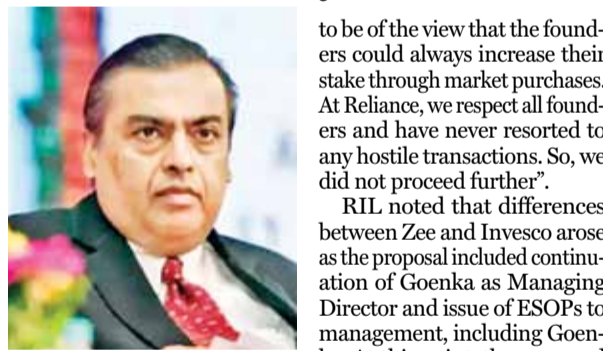 to be of the view that the found-
ers could always increase their
stake through market purchases.
At Reliance, we respect all found-
ers and have never resorted to
any hostile transactions. So, we
did not proceed further”.
RIL noted that differences
between Zee and Invesco arose
as the proposal included continu-
ation of Goenka as Managing
Director and issue of ESOPs to
management, including Goen-